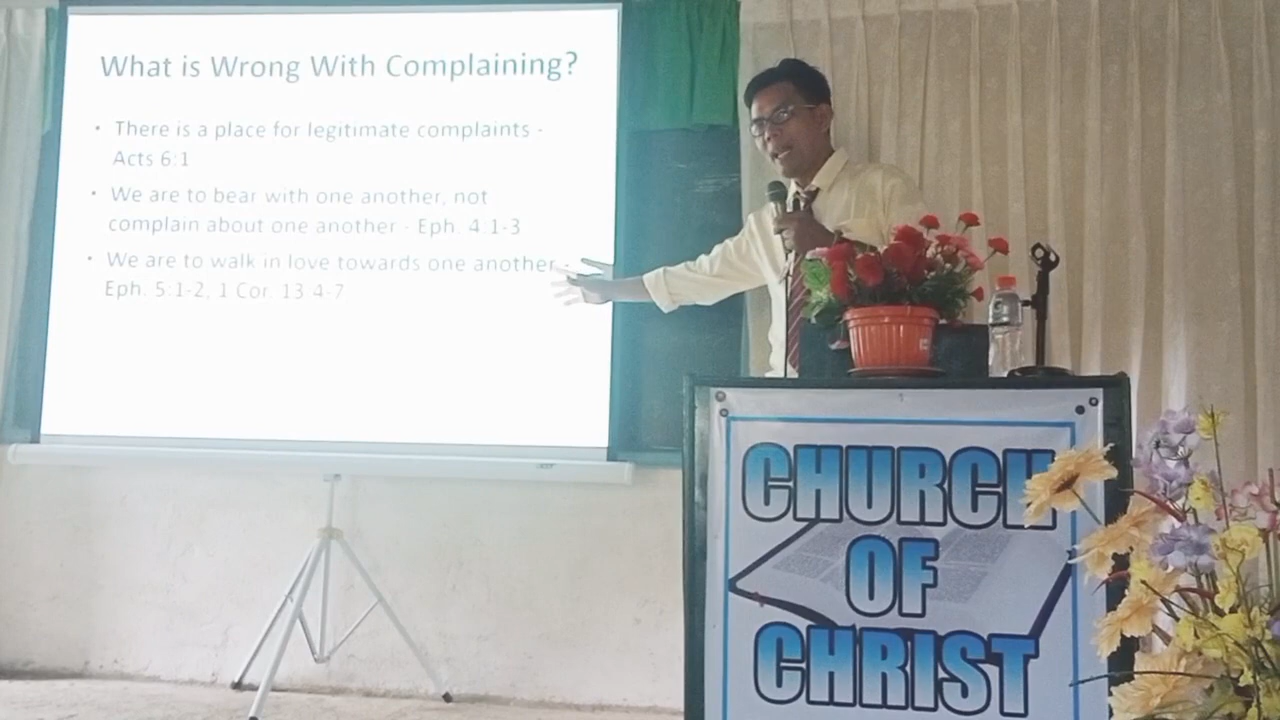 What is Wrong With Complaining?
• There is a place for legitimate complaints -
Acts 6:1
• We are to bear with one another, not
complain about one another - Eph. 4.1-3
• We are to walk in love towards one another -
Eph. 5:1-2, 1 Cor. 13 4-7
CHURCH
OF
CHRIST